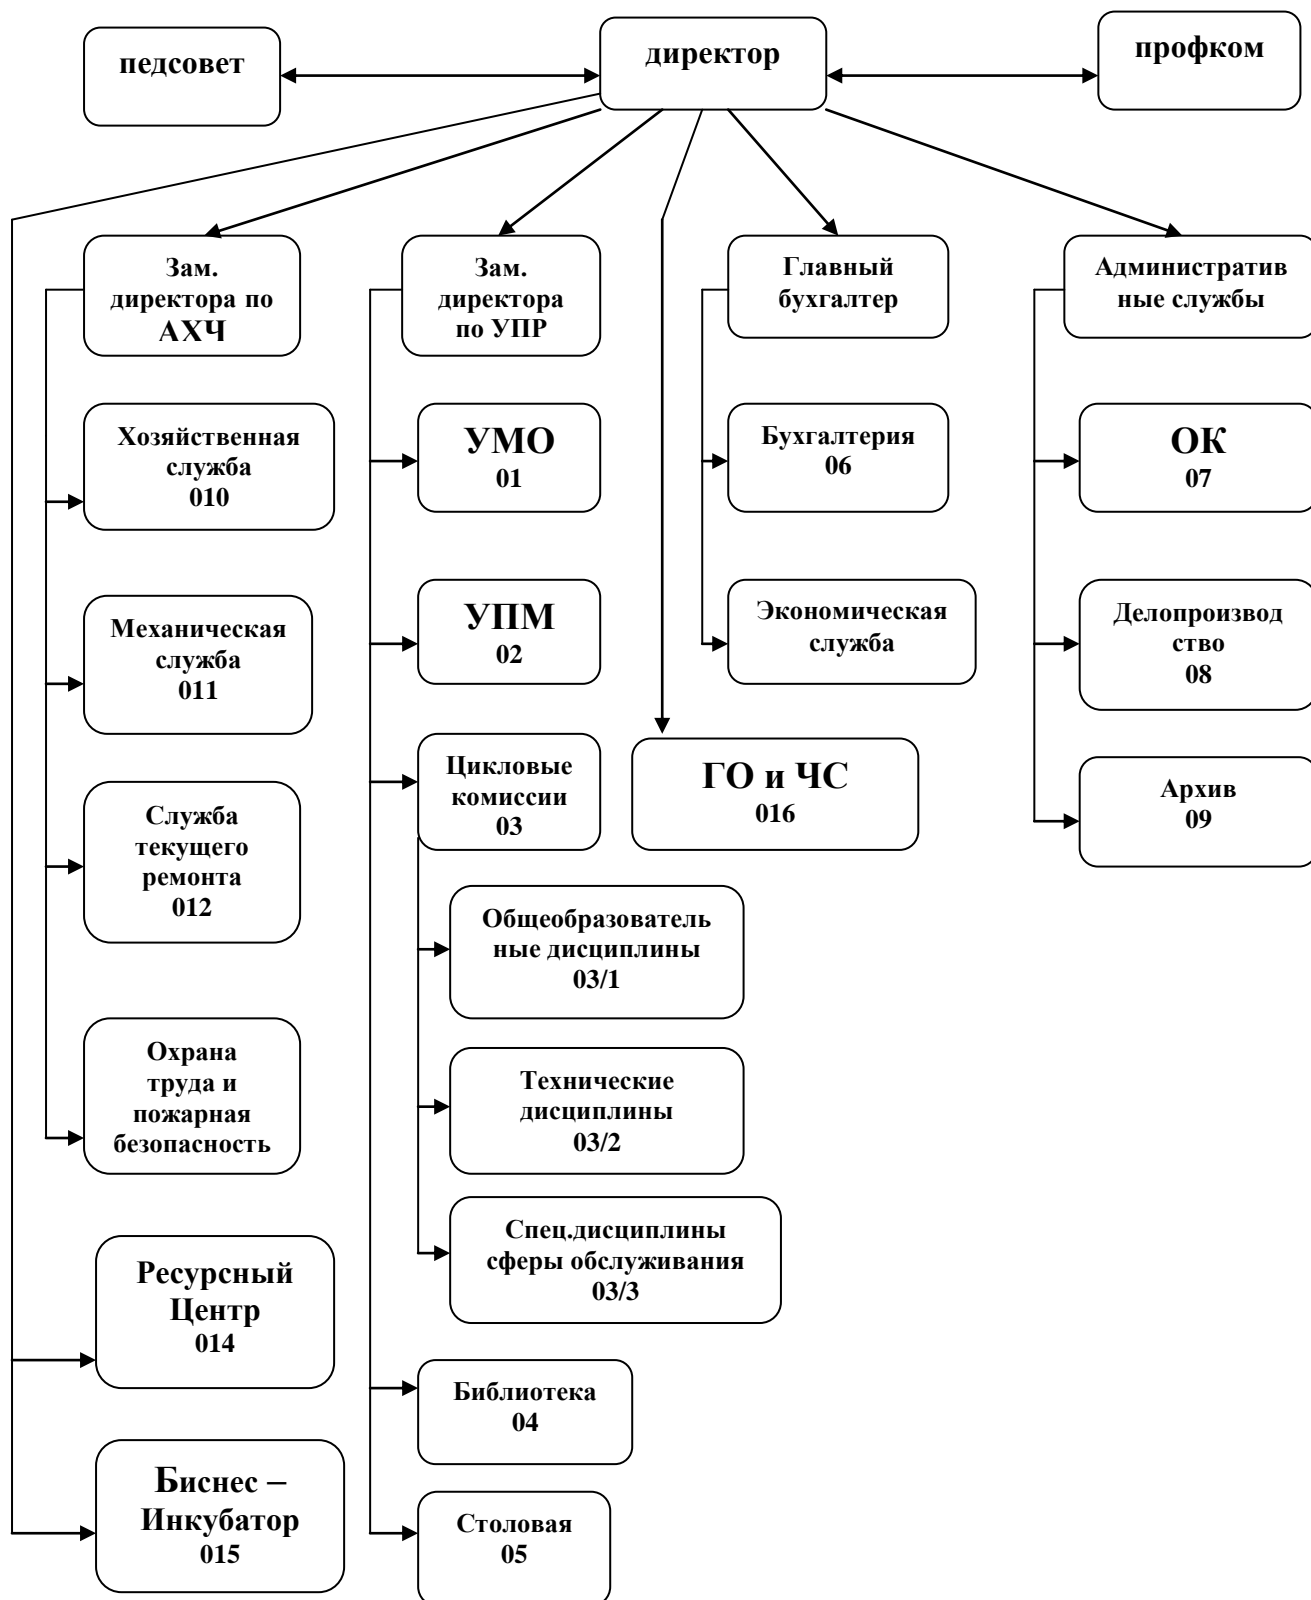 педсовет
директор
профком
Зам.
директора по
АХЧ
Зам.
директора
по УПР
Главный
бухгалтер
Административ
ные службы
Хозяйственная
служба
010
УМО
01
Бухгалтерия
06
ОК
07
Механическая
служба
011
УПМ
02
Экономическая
служба
Делопроизвод
ство
08
Служба
текущего
ремонта
012
Цикловые
комиссии
03
ГО и ЧС
016
Архив
09
Общеобразователь
ные дисциплины
03/1
Охрана
труда и
пожарная
безопасность
Технические
дисциплины
03/2
Спец.дисциплины
сферы обслуживания
03/3
Ресурсный
Центр
014
Библиотека
04
Биснес –
Инкубатор
015
Столовая
05